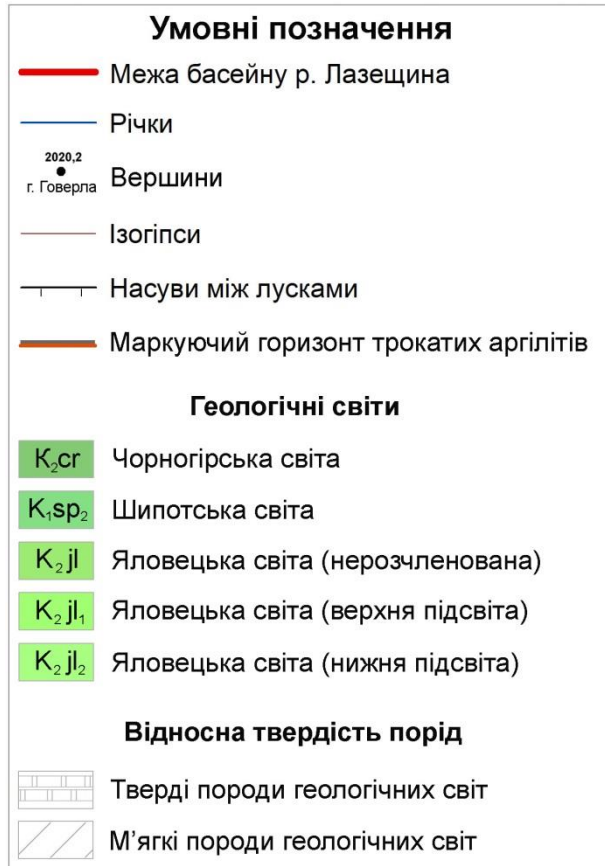 Умовні позначення
Межа басейну р. Лазещина
Річки
2020,2
г. Говерла
Вершини
Ізогіпси
Насуви між лусками
Маркуючий горизонт трокатих аргілітів
Геологічні світи
K₂cr Чорногірська світа
K₁sp₂ Шипотська світа
K₂jl Яловецька світа (нерозчленована)
K₂jl₁ Яловецька світа (верхня підсвіта)
K₂jl₂ Яловецька світа (нижня підсвіта)
Відносна твердість порід
Тверді породи геологічних світ
М’які породи геологічних світ